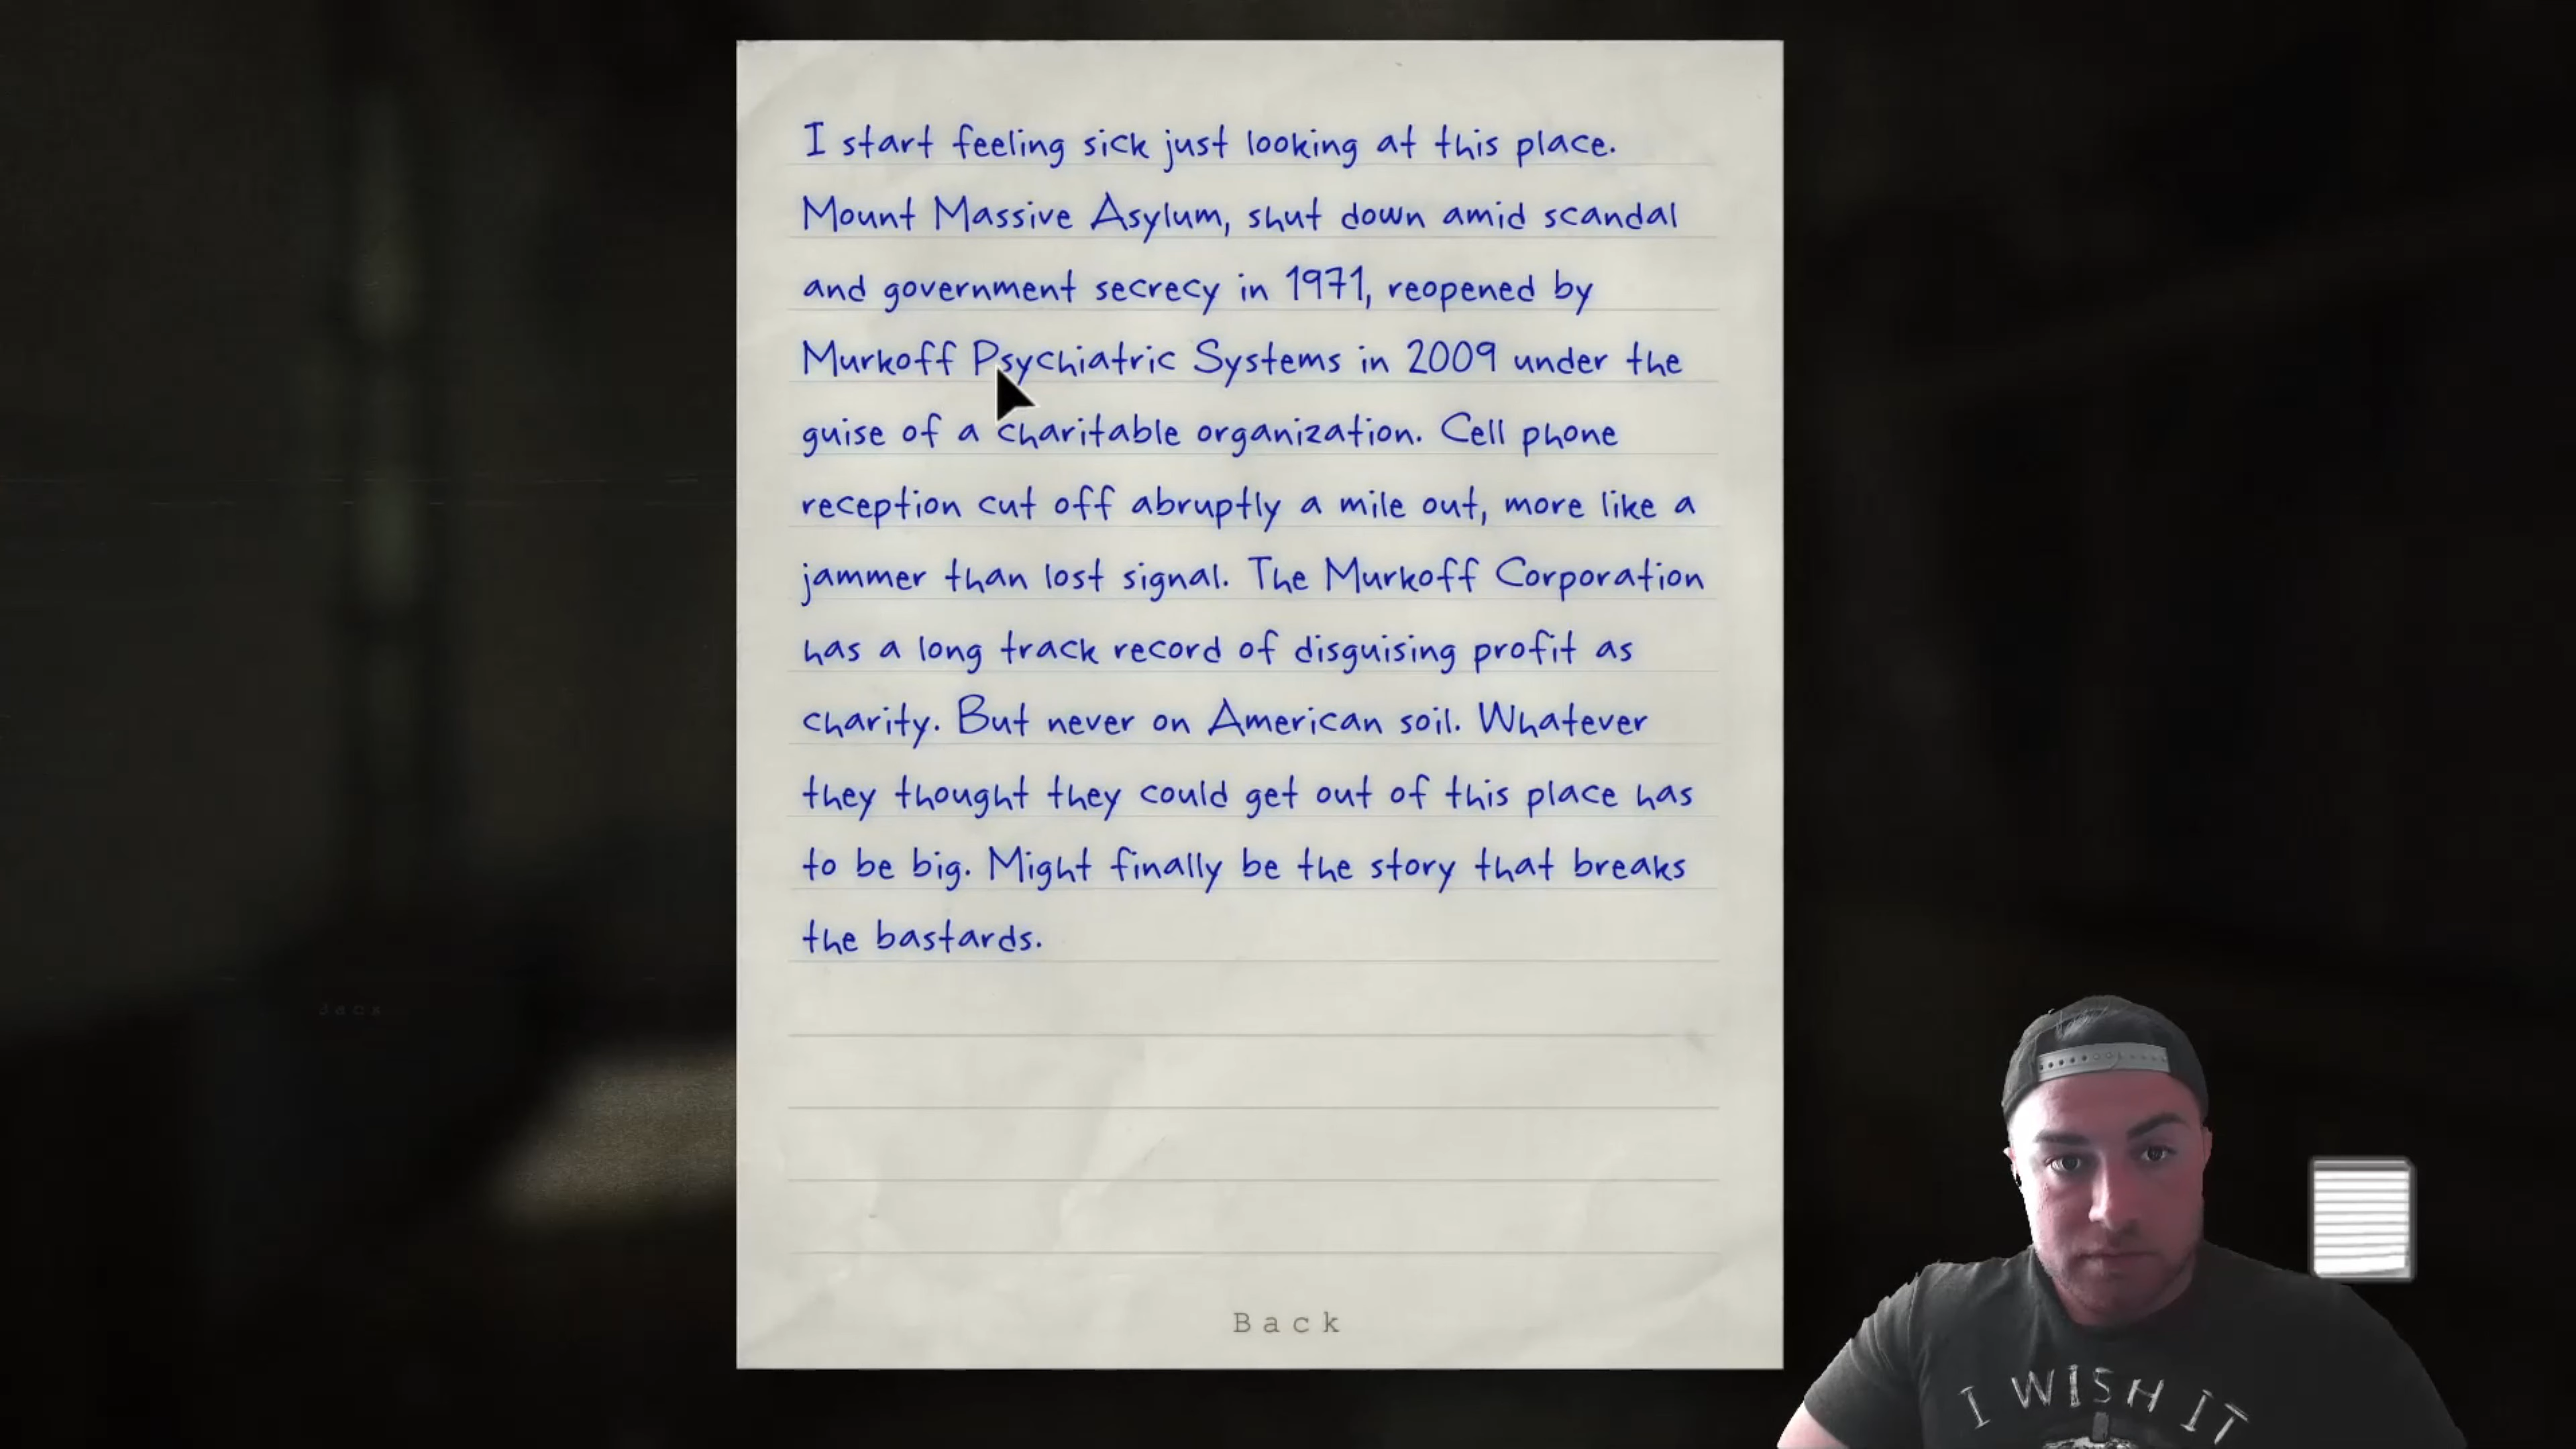 I start feeling sick just looking at this place.
Mount Massive Asylum, shut down amid scandal
and government secrecy in 1971, reopened by
Murkoff Psychiatric Systems in 2009 under the
guise of a charitable organization. Cell phone
reception cut off abruptly a mile out, more like a
jammer than lost signal. The Murkoff Corporation
has a long track record of disguising profit as
charity. But never on American soil. Whatever
they thought they could get out of this place has
to be big. Might finally be the story that breaks
the bastards.
Back
Back
I WISH IT